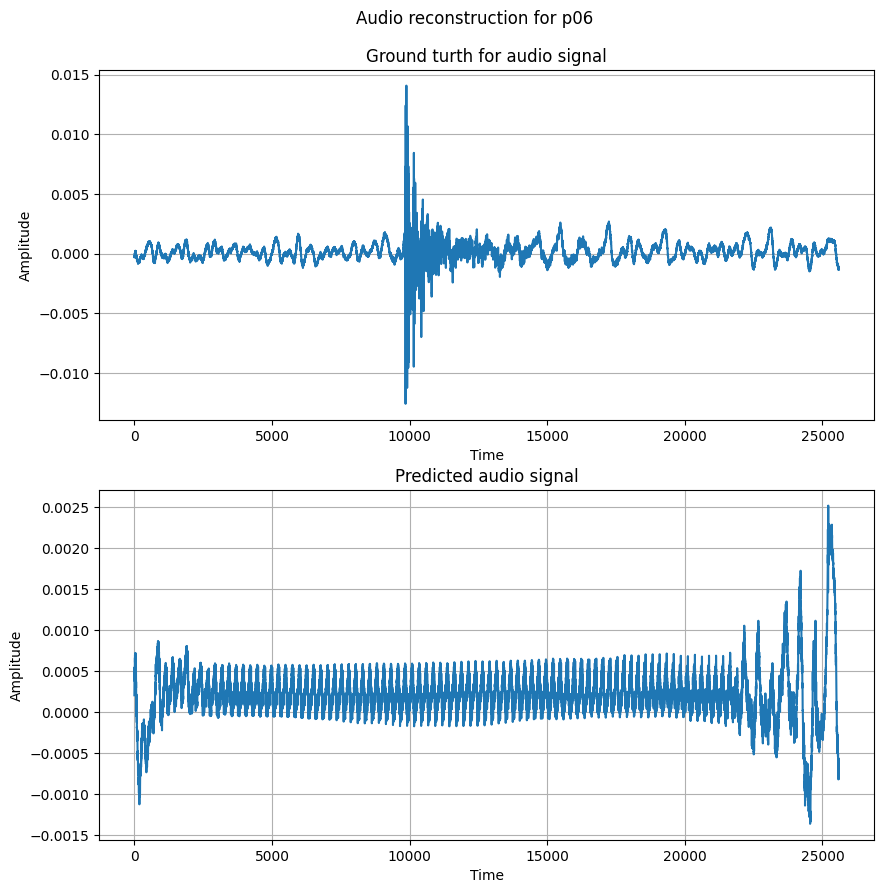 Audio reconstruction for p06
Ground turth for audio signal
0.015
0.010
0.005
0.000
−0.005
−0.010
Amplitude
0 5000 10000 15000 20000 25000
Time
Predicted audio signal
0.0025
0.0020
0.0015
0.0010
0.0005
0.0000
−0.0005
−0.0010
−0.0015
Amplitude
0 5000 10000 15000 20000 25000
Time